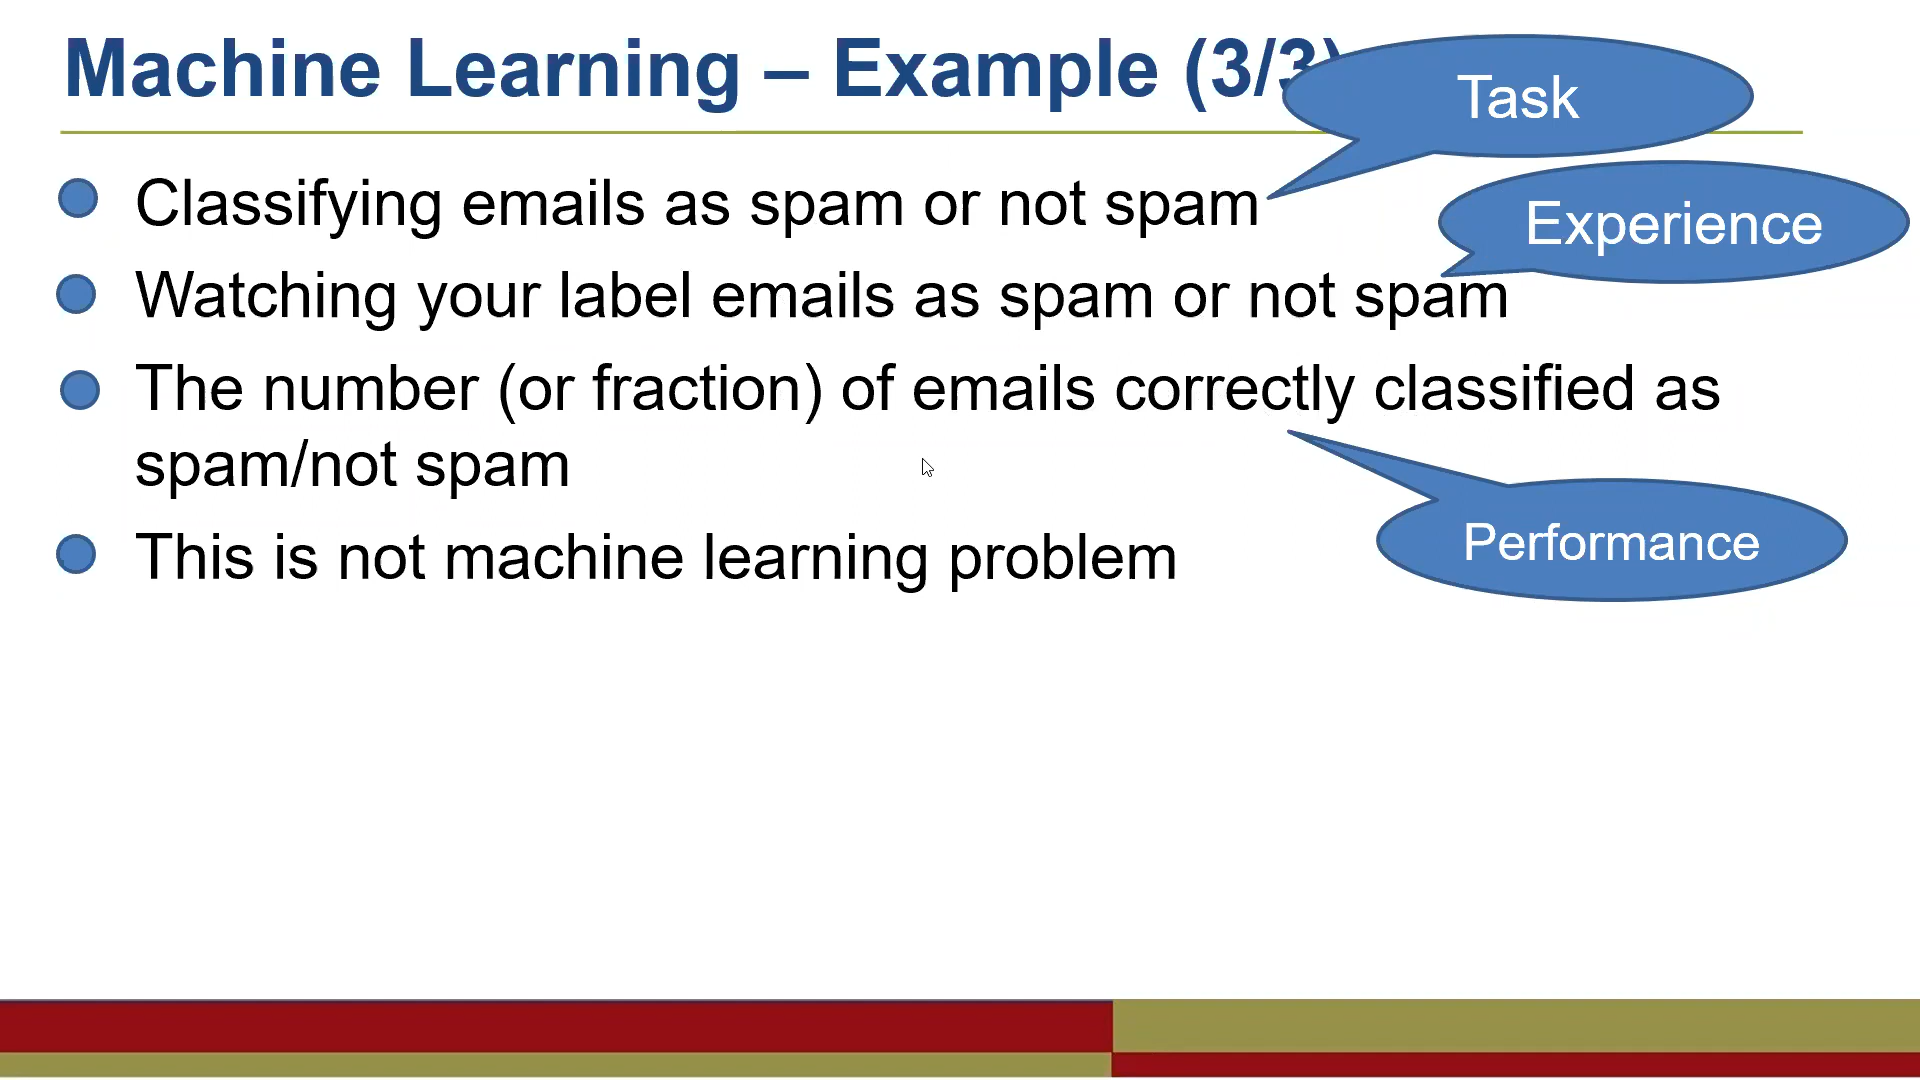 Machine Learning – Example (3/3)
Task
Classifying emails as spam or not spam
Experience
Watching your label emails as spam or not spam
The number (or fraction) of emails correctly classified as
spam/not spam
Performance
This is not machine learning problem